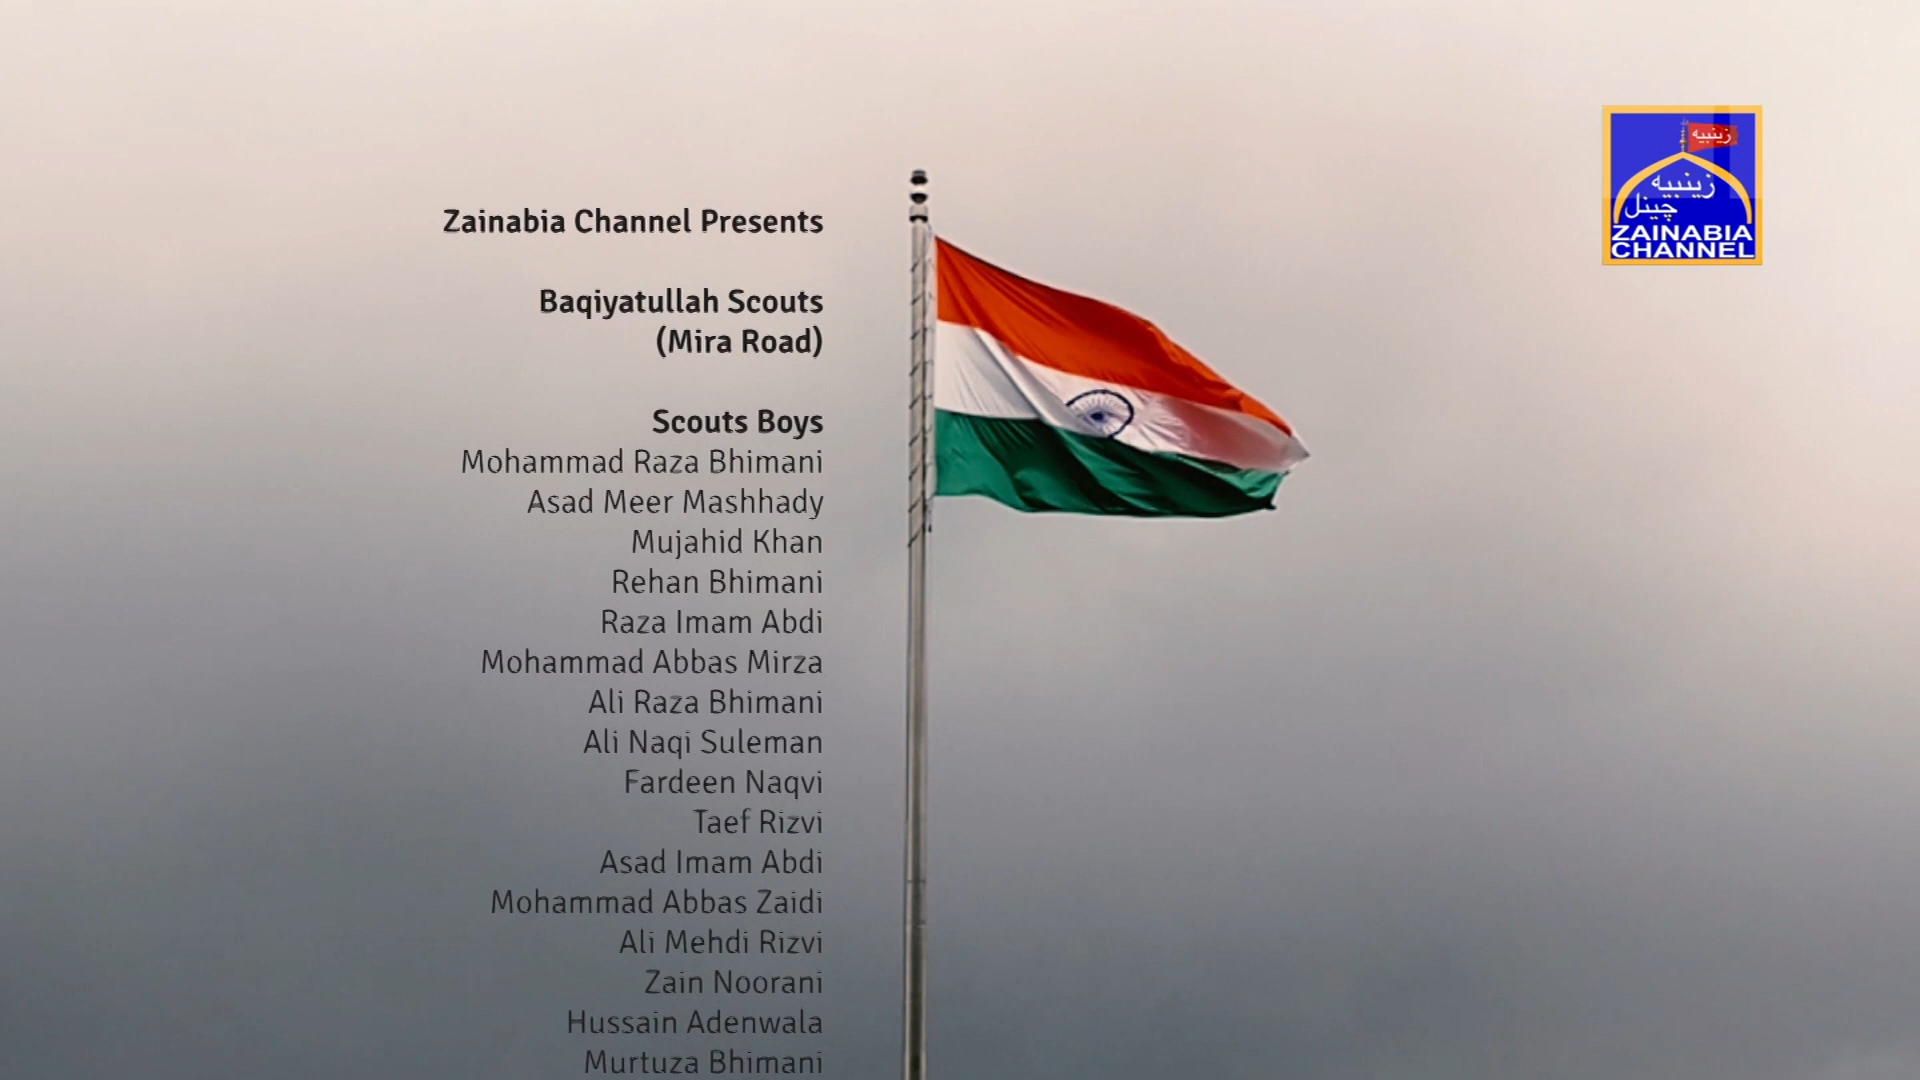 Zainabia Channel Presents
Baqiyatullah Scouts
(Mira Road)
Scouts Boys
Mohammad Raza Bhimani
Asad Meer Mashhady
Mujahid Khan
Rehan Bhimani
Raza Imam Abdi
Mohammad Abbas Mirza
Ali Raza Bhimani
Ali Naqi Suleman
Fardeen Naqvi
Taef Rizvi
Asad Imam Abdi
Mohammad Abbas Zaidi
Ali Mehdi Rizvi
Zain Noorani
Hussain Adenwala
Murtuza Bhimani
زینبیه
زینبیه
چینل
ZAINABIA
CHANNEL